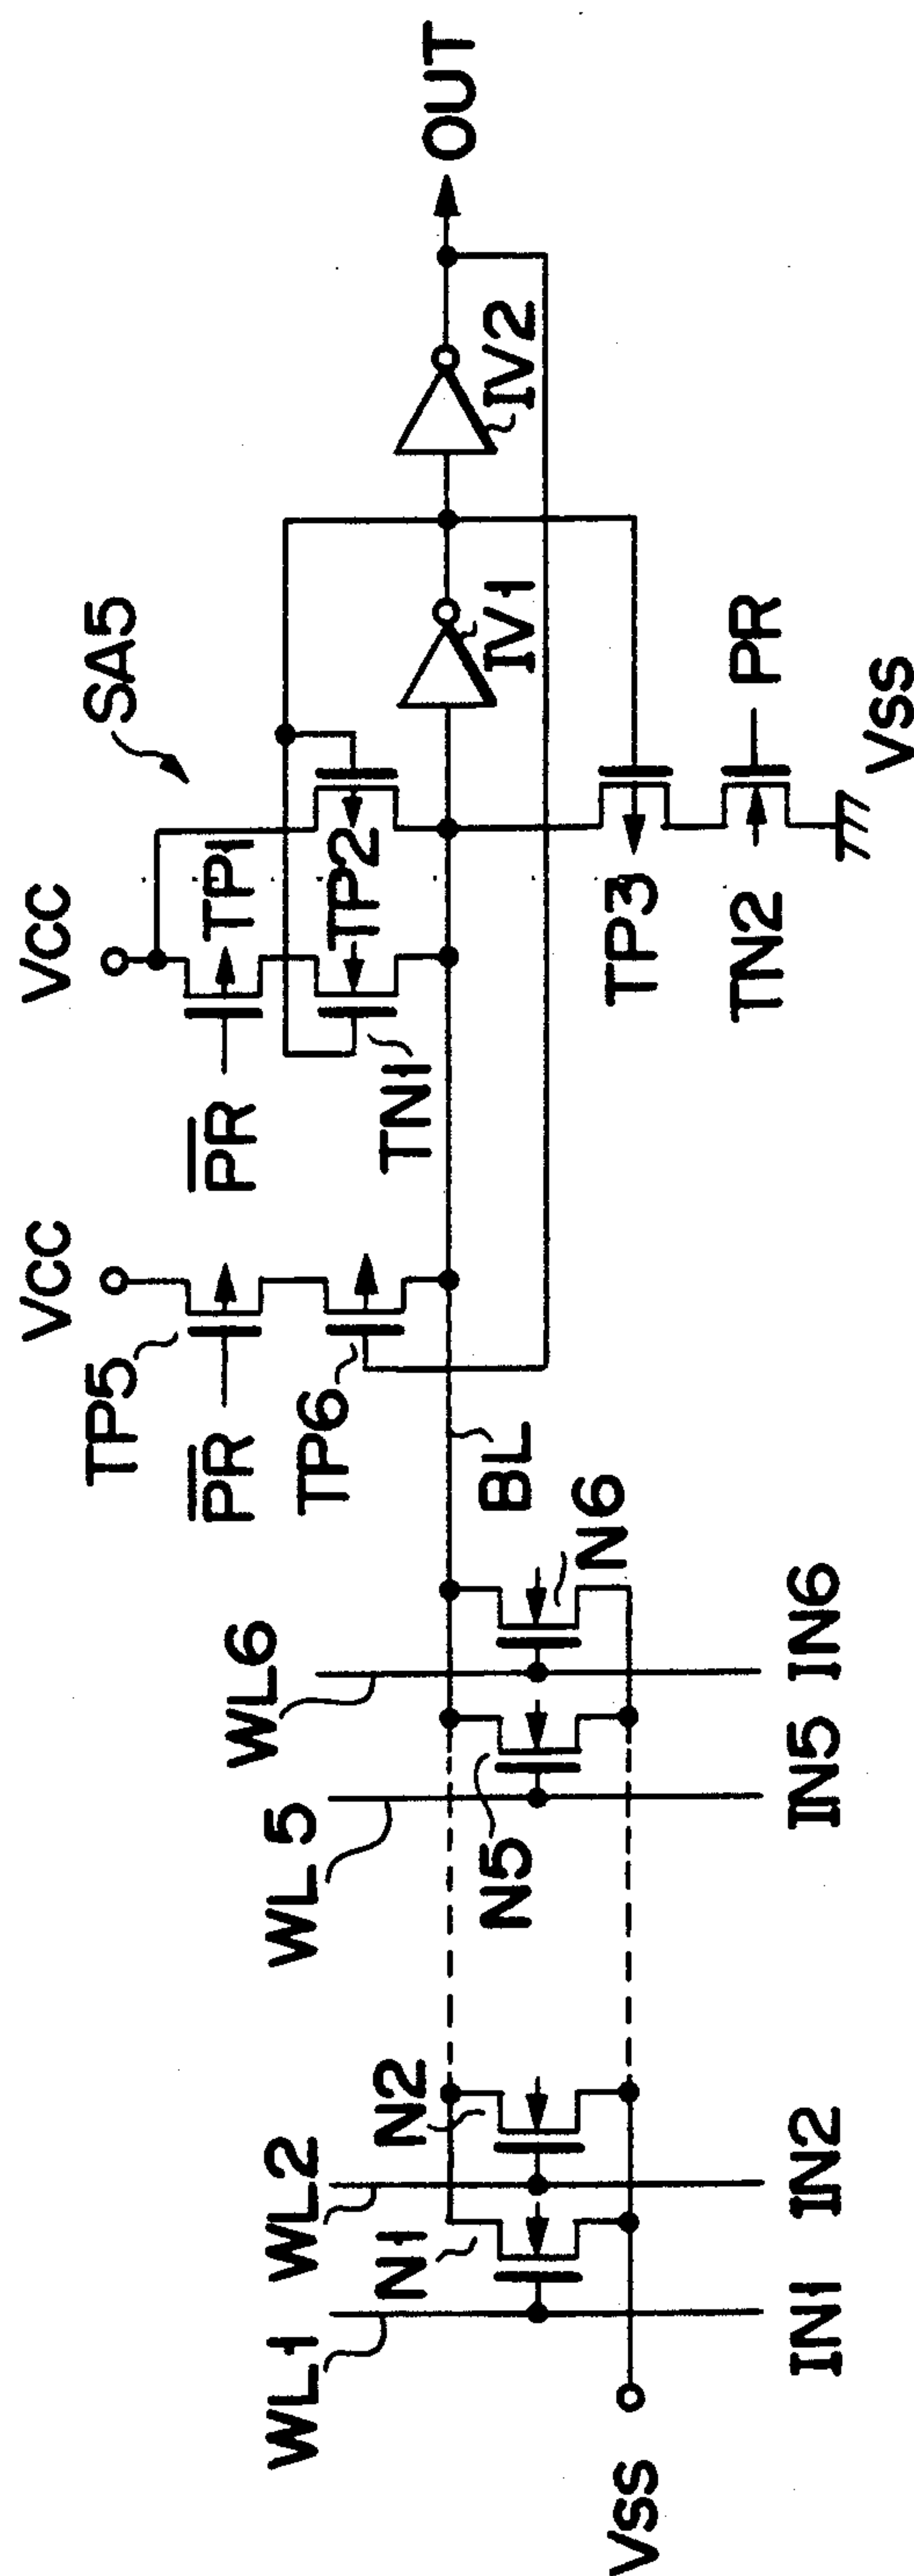 SA5
VCC
VCC
TP5
PR
TP6
PR
TP1
TN1
TP2
IV1
IV2
OUT
BL
TP3
TN2
PR
VSS
WL1
WL2
WL5
WL6
N1
N2
N5
N6
VSS
IN1
IN2
IN5
IN6